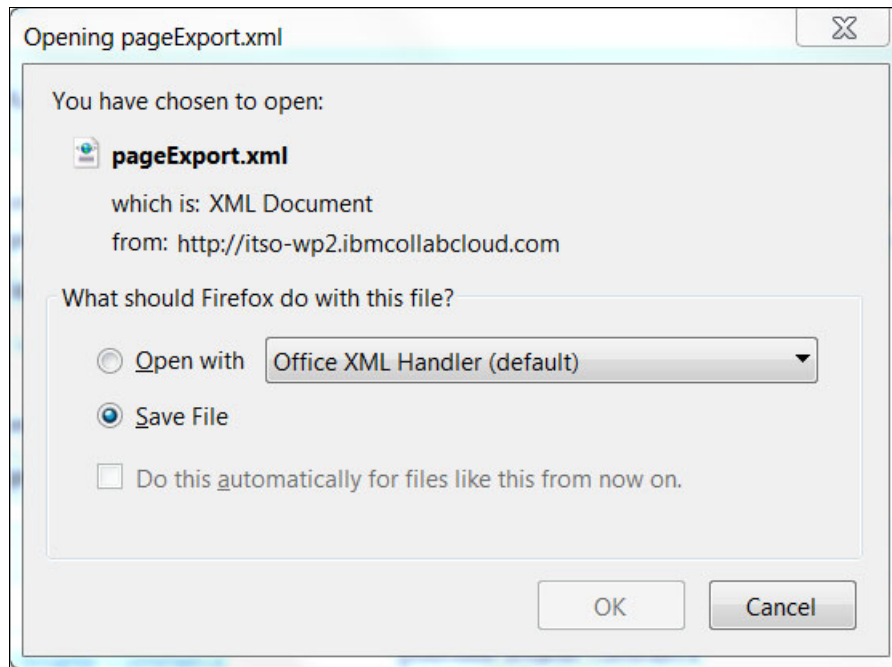 Opening pageExport.xml
You have chosen to open:
pageExport.xml
which is: XML Document
from: http://itso-wp2.ibmcollabcloud.com
What should Firefox do with this file?
Open with Office XML Handler (default)
Save File
Do this automatically for files like this from now on.
OK Cancel